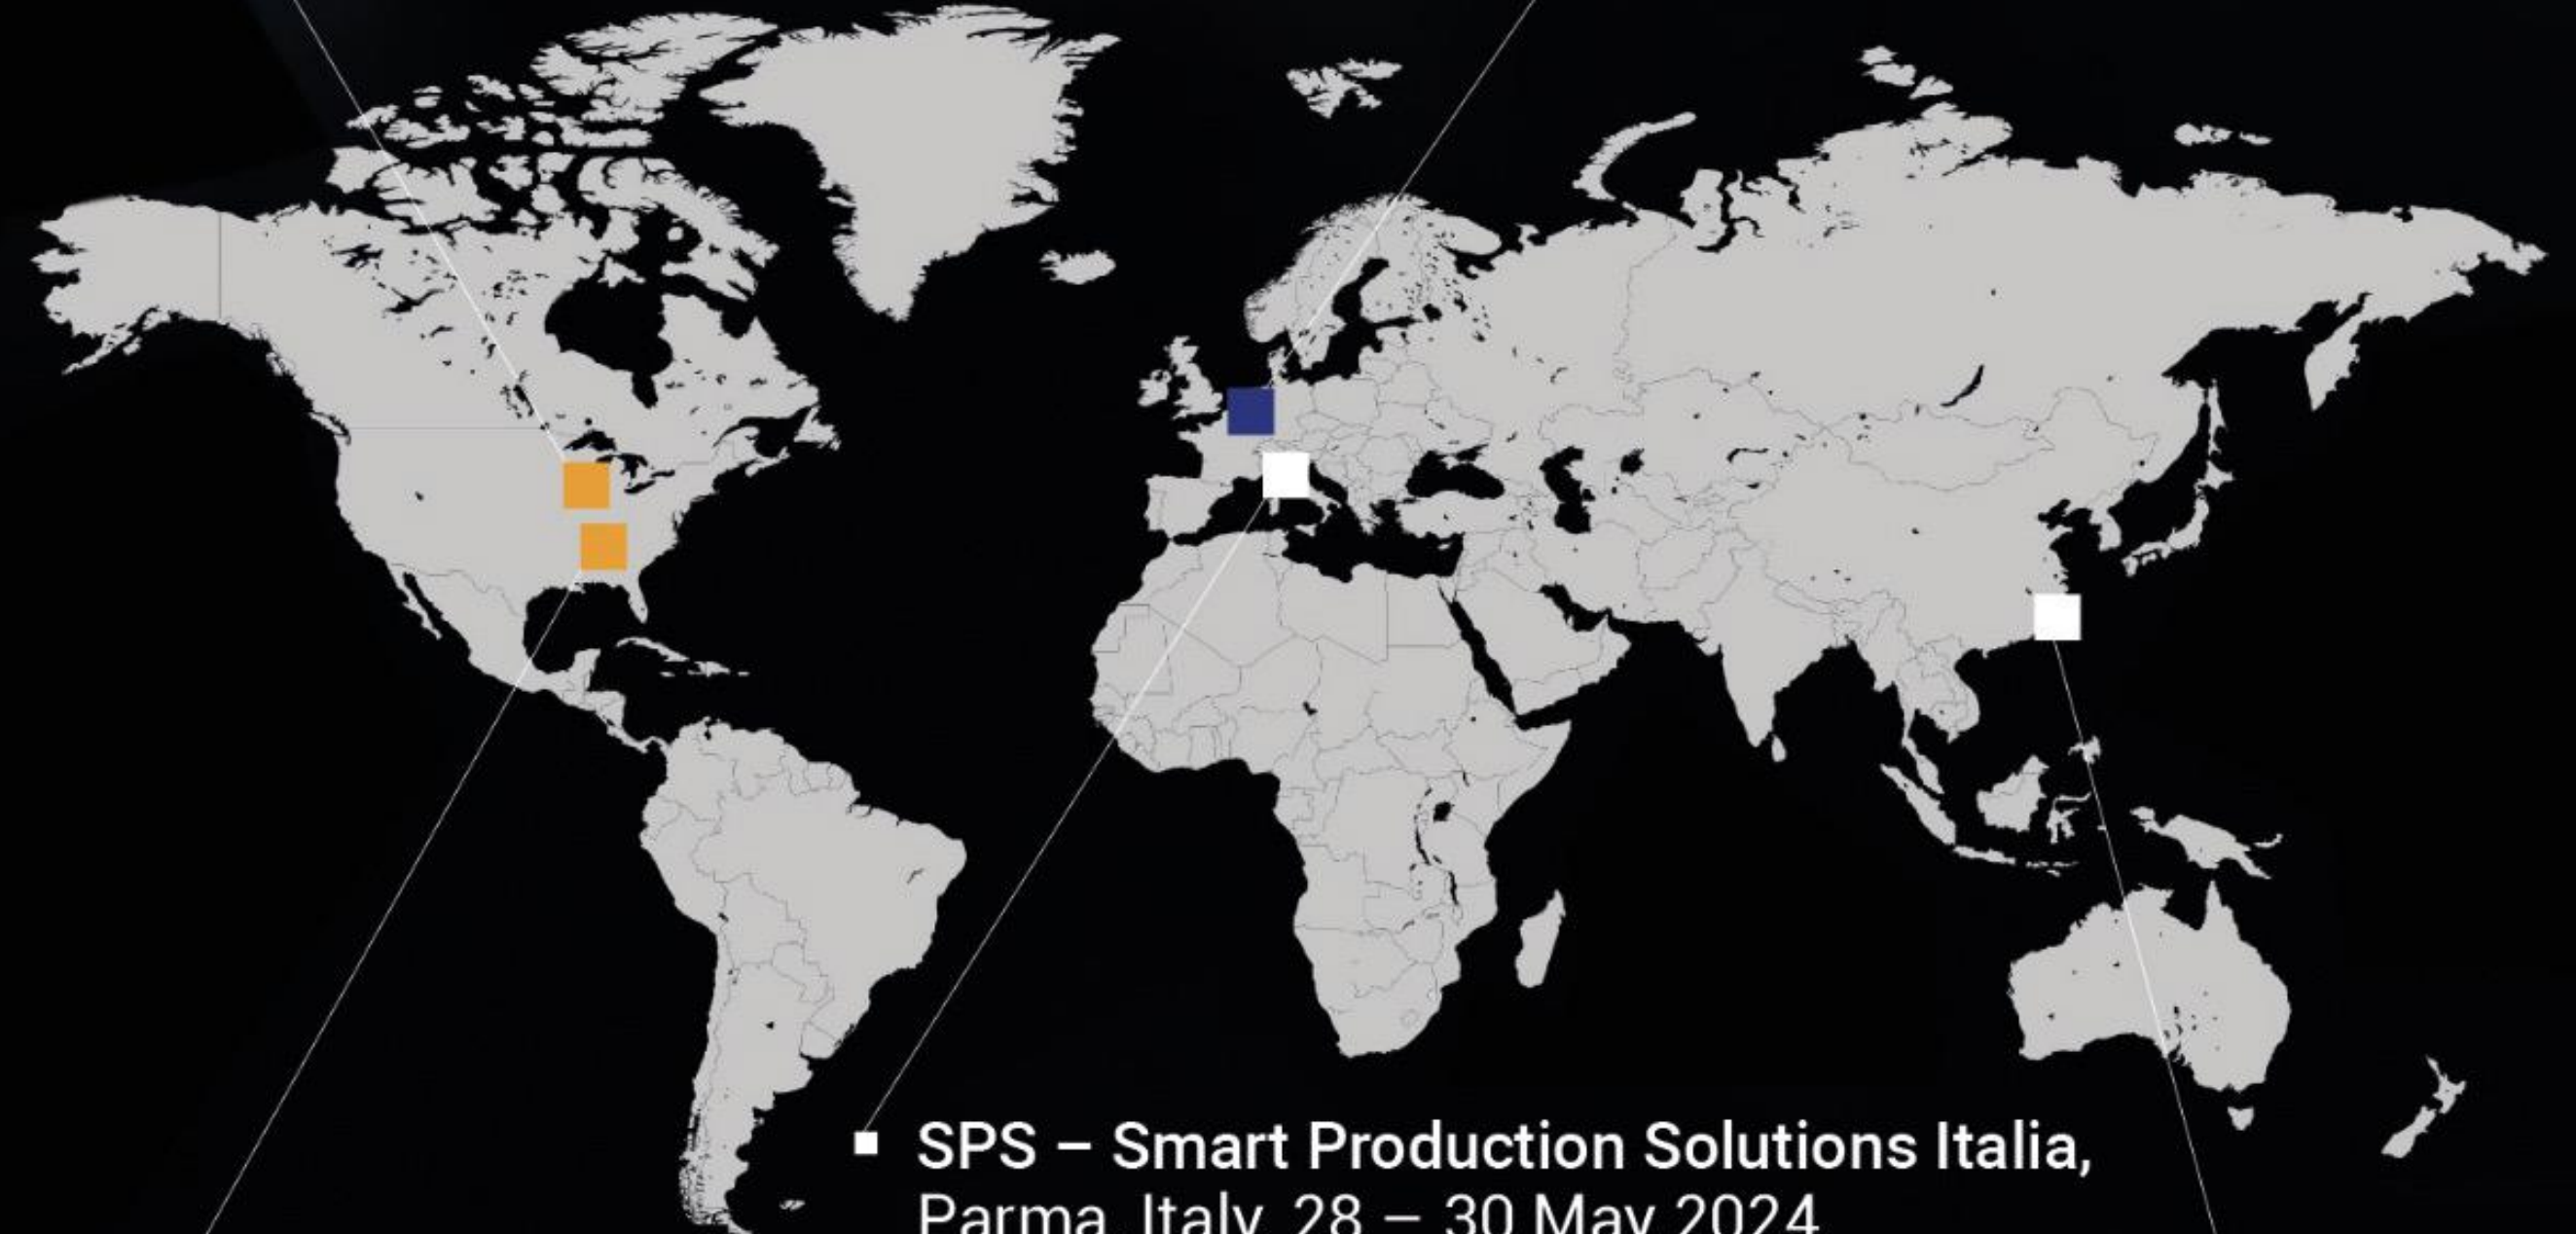 SPS – Smart Production Solutions Italia,
Parma, Italy, 28 – 30 May 2024